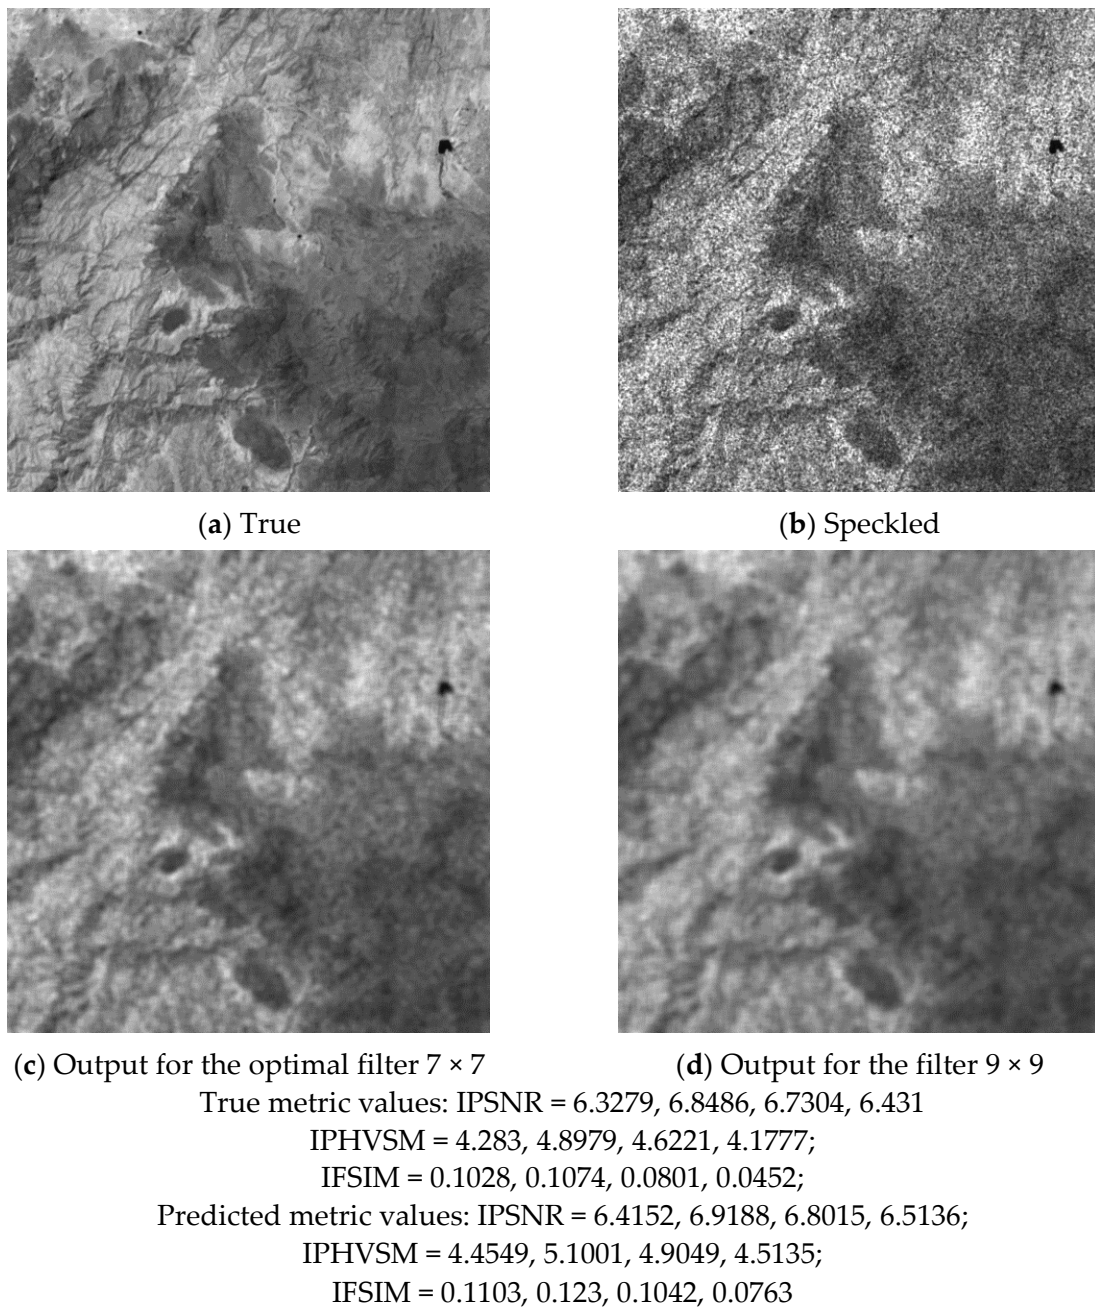 (a) True
(b) Speckled
(c) Output for the optimal filter 7 × 7
(d) Output for the filter 9 × 9
True metric values: IPSNR = 6.3279, 6.8486, 6.7304, 6.431
IPHVSM = 4.283, 4.8979, 4.6221, 4.1777;
IFSIM = 0.1028, 0.1074, 0.0801, 0.0452;
Predicted metric values: IPSNR = 6.4152, 6.9188, 6.8015, 6.5136;
IPHVSM = 4.4549, 5.1001, 4.9049, 4.5135;
IFSIM = 0.1103, 0.123, 0.1042, 0.0763